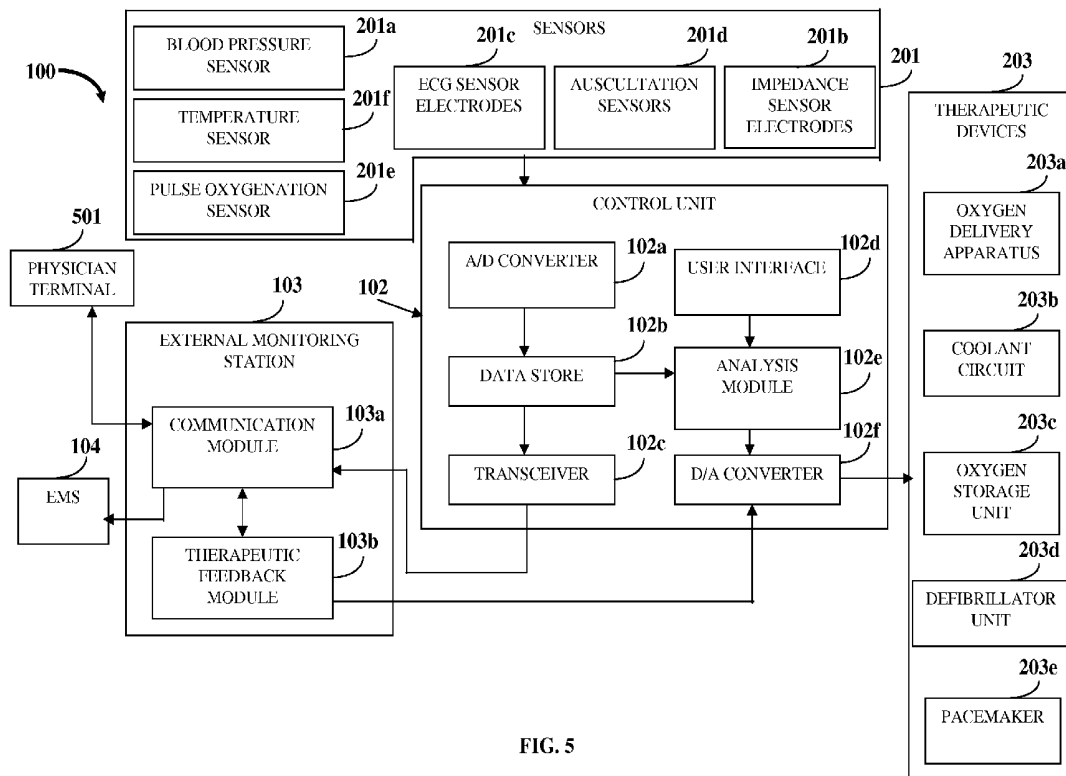 100
201a
BLOOD PRESSURE
SENSOR
201f
TEMPERATURE
SENSOR
201e
PULSE OXYGENATION
SENSOR
SENSORS
201c
ECG SENSOR
ELECTRODES
201d
AUSCULTATION
SENSORS
201b
IMPEDANCE
SENSOR
ELECTRODES
201
203
THERAPEUTIC
DEVICES
203a
OXYGEN
DELIVERY
APPARATUS
203b
COOLANT
CIRCUIT
203c
OXYGEN
STORAGE
UNIT
203d
DEFIBRILLATOR
UNIT
203e
PACEMAKER
CONTROL UNIT
102
102a
A/D CONVERTER
102d
USER INTERFACE
102b
DATA STORE
102e
ANALYSIS
MODULE
102c
TRANSCEIVER
102f
D/A CONVERTER
501
PHYSICIAN
TERMINAL
103
EXTERNAL MONITORING
STATION
103a
COMMUNICATION
MODULE
104
EMS
103b
THERAPEUTIC
FEEDBACK
MODULE
FIG. 5